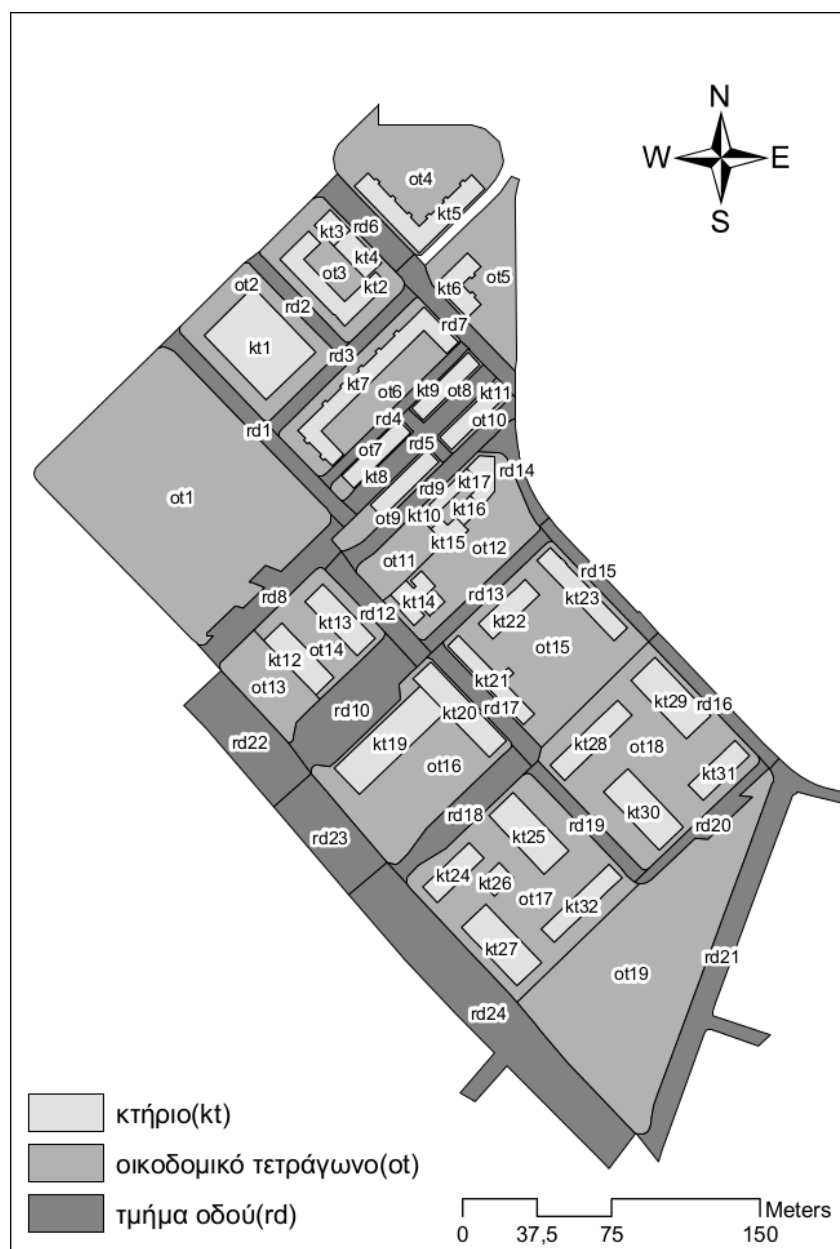 N
W E
S
ot4
kt5
kt3 rd6
kt4
ot3
kt2
ot5
kt6
ot2
rd2
rd7
kt1
rd3
kt7
ot6
kt9 ot8
kt11
rd4
ot10
rd1
rd5
ot7
kt8
rd14
kt17
rd9
ot1
kt16
kt10
ot9
kt15
ot12
ot11
rd15
rd8
rd13
kt14
kt23
rd12
kt13
kt22
ot15
ot14
kt12
kt21
ot13
kt29
rd16
rd17
rd10
kt20
rd22
kt28
ot18
kt19
ot16
kt31
kt30
rd18
rd19
rd20
rd23
kt25
kt24
kt26
ot17
kt32
kt27
rd21
ot19
rd24
κτήριο(kt)
οικοδομικό τετράγωνο(ot)
τμήμα οδού(rd)
Meters
0 37,5 75 150